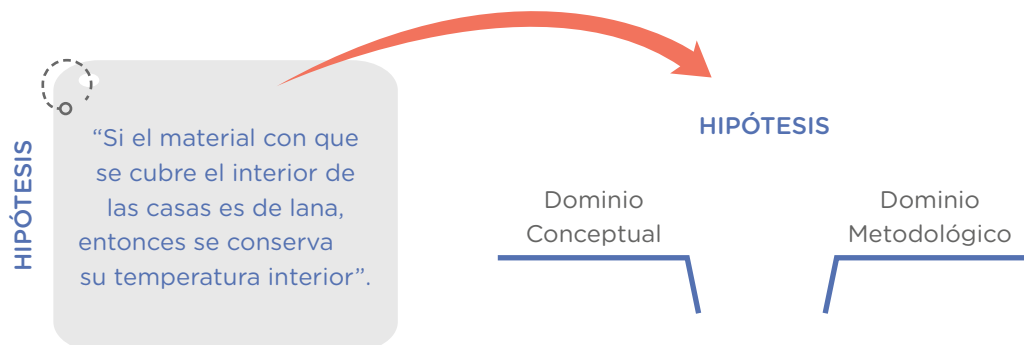 HIPÓTESIS
“Si el material con que
se cubre el interior de
las casas es de lana,
entonces se conserva
su temperatura interior”.
HIPÓTESIS
Dominio
Conceptual
Dominio
Metodológico